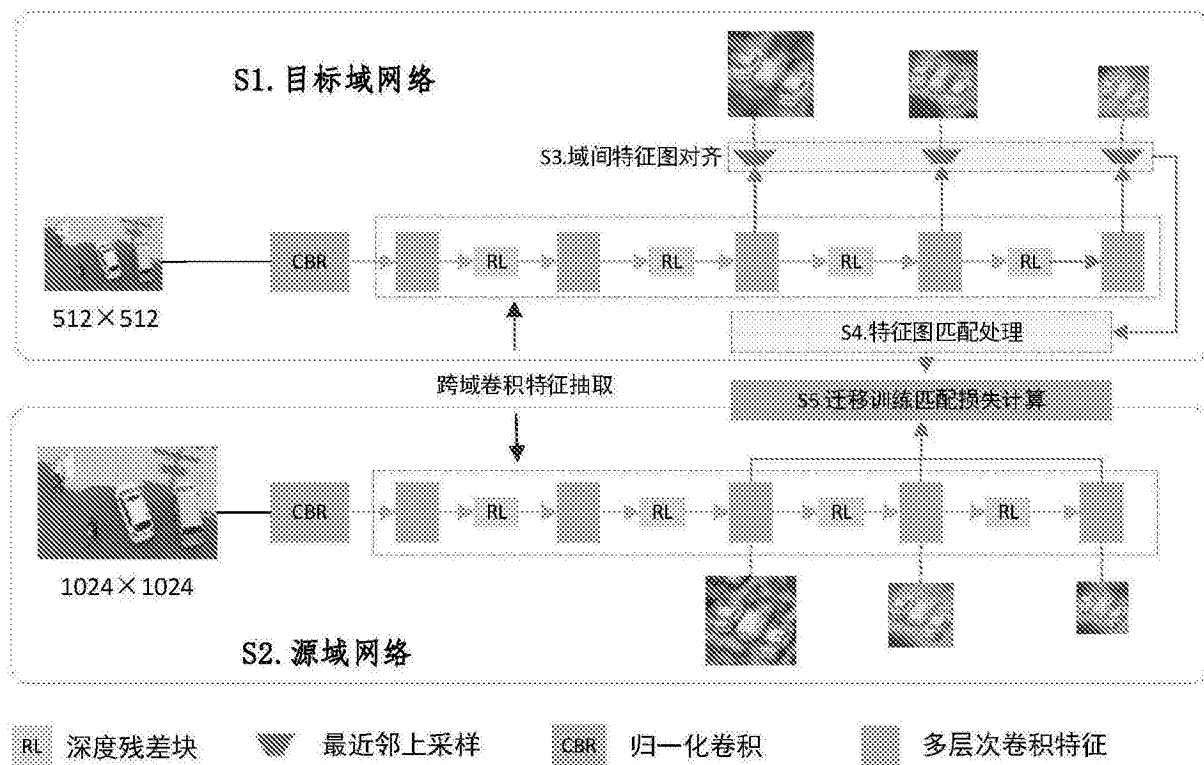 S1.目标域网络
S3.域间特征图对齐
CBR
RL
RL
RL
RL
512×512
S4.特征图匹配处理
跨域卷积特征抽取
S5.迁移训练匹配损失计算
CBR
RL
RL
RL
RL
1024×1024
S2.源域网络
RL 深度残差块
最近邻上采样
CBR 归一化卷积
多层次卷积特征